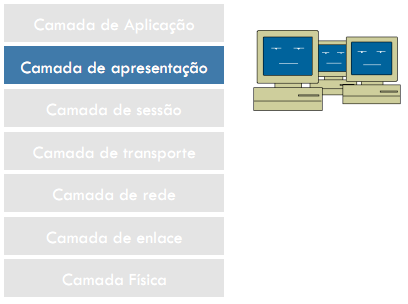 Camada de Aplicação
Camada de apresentação
Camada de sessão
Camada de transporte
Camada de rede
Camada de enlace
Camada Física